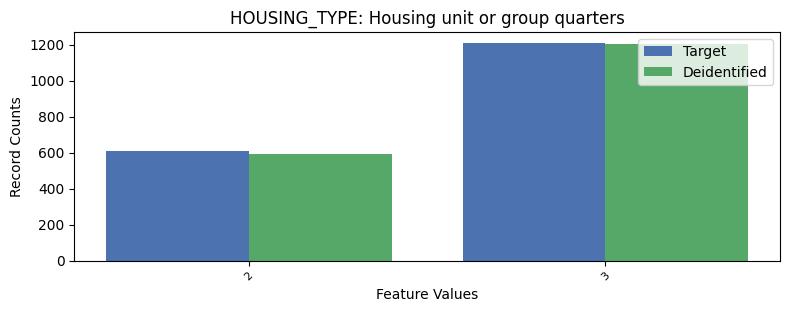 HOUSING_TYPE: Housing unit or group quarters
Target
Deidentified
Record Counts
1200
1000
800
600
400
200
0
2
3
Feature Values